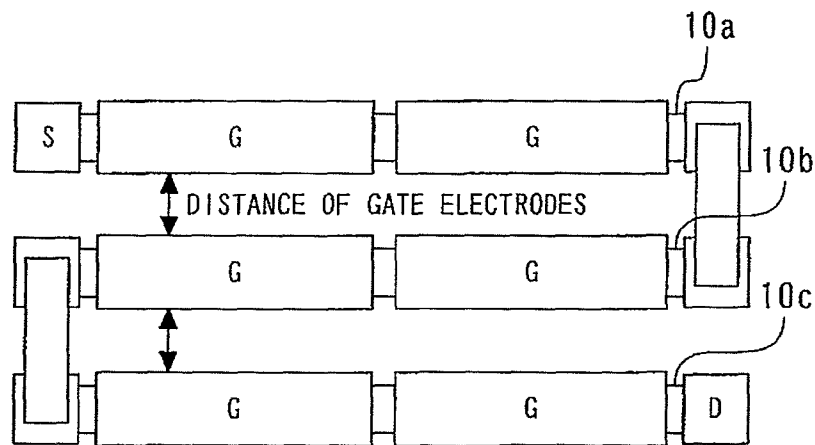 10a
S G G
10b
DISTANCE OF GATE ELECTRODES
G G
10c
G G D